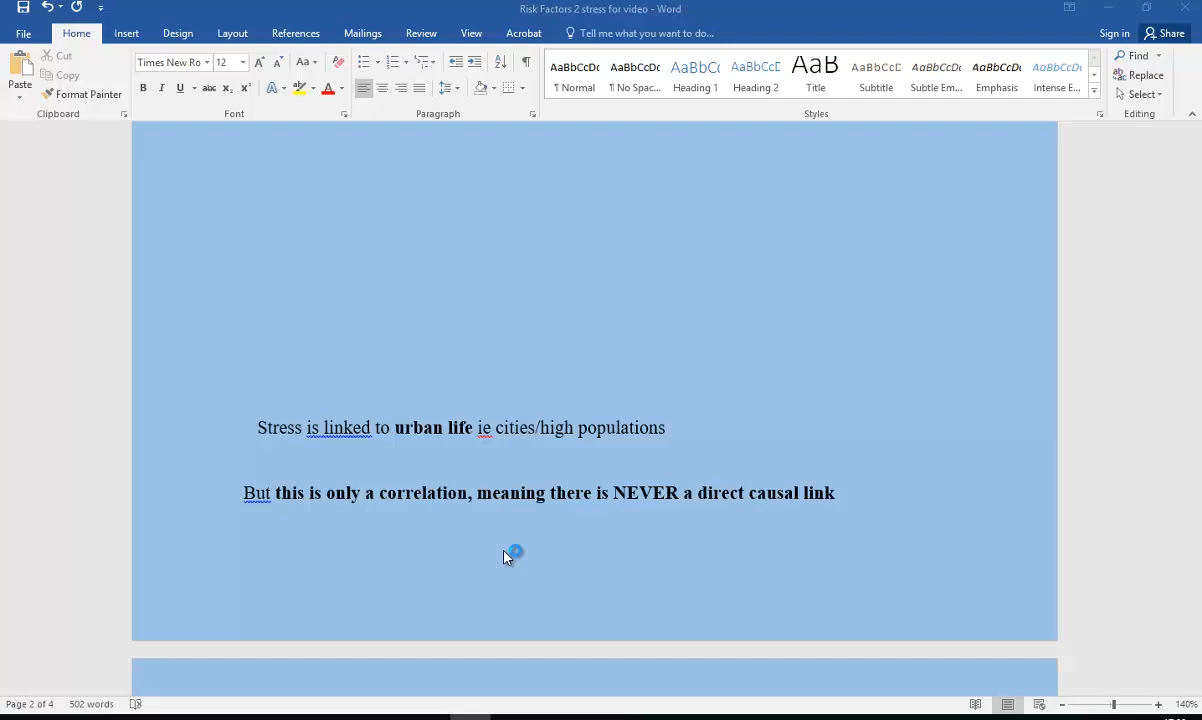 Risk Factors 2 stress for video - Word
File Home Insert Design Layout References Mailings Review View Acrobat Tell me what you want to do... Sign in Share
Paste
Cut
Copy
Format Painter
Clipboard
Times New Ro 12
Font
Paragraph
AaBbCcDc AaBbCcDc AaBbCc AaBbCcD AaB AaBbCcD AaBbCcDc AaBbCcDc AaBbCcDc
¶ Normal ¶ No Spac... Heading 1 Heading 2 Title Subtitle Subtle Em... Emphasis Intense E...
Styles
Find
Replace
Select
Editing
Stress is linked to urban life ie cities/high populations
But this is only a correlation, meaning there is NEVER a direct causal link
Page 2 of 4 502 words 140%